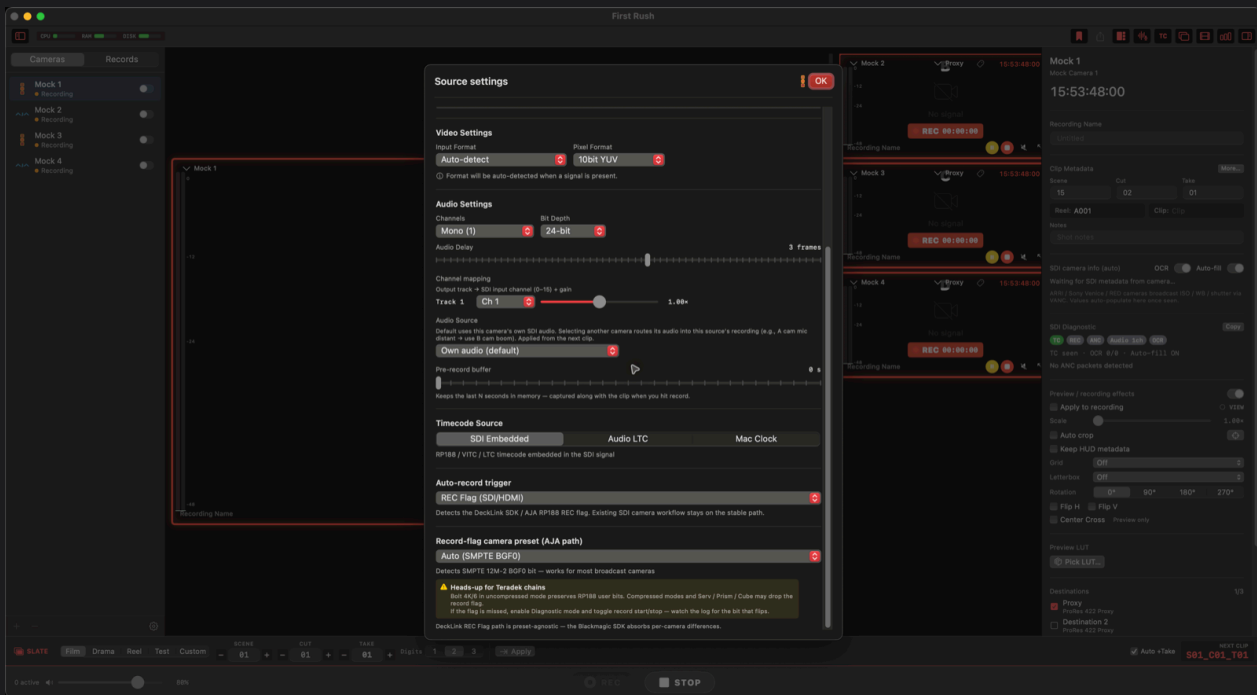 First Rush
CPU
RAM
DISK
TC
Cameras
Records
Mock 1
Recording
Mock 2
Recording
Mock 3
Recording
Mock 4
Recording
Mock 1
-12
-24
-48
Recording Name
Source settings
OK
Video Settings
Input Format
Pixel Format
Auto-detect
10bit YUV
Format will be auto-detected when a signal is present.
Audio Settings
Channels
Bit Depth
Mono (1)
24-bit
Audio Delay
3 frames
Channel mapping
Output track → SDI input channel (0–15) + gain
Track 1
Ch 1
1.00×
Audio Source
Default uses this camera's own SDI audio. Selecting another camera routes its audio into this source's recording (e.g., A cam mic
distant → use B cam boom). Applied from the next clip.
Own audio (default)
Pre-record buffer
0 s
Keeps the last N seconds in memory — captured along with the clip when you hit record.
Timecode Source
SDI Embedded
Audio LTC
Mac Clock
RP188 / VITC / LTC timecode embedded in the SDI signal
Auto-record trigger
REC Flag (SDI/HDMI)
Detects the DeckLink SDK / AJA RP188 REC flag. Existing SDI camera workflow stays on the stable path.
Record-flag camera preset (AJA path)
Auto (SMPTE BGF0)
Detects SMPTE 12M-2 BGF0 bit — works for most broadcast cameras
Heads-up for Teradek chains
Bolt 4K/6 in uncompressed mode preserves RP188 user bits. Compressed modes and Serv / Prism / Cube may drop the
record flag.
If the flag is missed, enable Diagnostic mode and toggle record start/stop — watch the log for the bit that flips.
DeckLink REC Flag path is preset-agnostic — the Blackmagic SDK absorbs per-camera differences.
Mock 2
Proxy
15:53:48:00
No signal
REC 00:00:00
Recording Name
Mock 3
Proxy
15:53:48:00
No signal
REC 00:00:00
Recording Name
Mock 4
Proxy
15:53:48:00
No signal
REC 00:00:00
Recording Name
Mock 1
Mock Camera 1
15:53:48:00
Recording Name
Clip Metadata
More...
Scene
Cut
Take
15
02
01
Reel: A001
Clip: Clip
Notes
Shot notes
SDI camera info (auto)
OCR
Auto-fill
Waiting for SDI metadata from camera…
SDI Diagnostic
Copy
TC
REC
ANC
Audio 1ch
OCR
TC seen · OCR 0/0 · Auto-fill ON
No ANC packets detected
Preview / recording effects
Apply to recording
VIEW
Scale
1.00×
Auto crop
Keep HUD metadata
Grid
Off
Letterbox
Off
Rotation
0°
90°
180°
270°
Flip H
Flip V
Center Cross
Preview only
Preview LUT
Pick LUT…
Destinations
1/3
Proxy
ProRes 422 Proxy
Destination 2
ProRes 422 Proxy
SLATE
Film
Drama
Reel
Test
Custom
SCENE
− 01 +
CUT
− 01 +
TAKE
− 01 +
Digits
1
2
3
→ Apply
Auto +Take
NEXT CLIP
S01_C01_T01
0 active
80%
REC
STOP